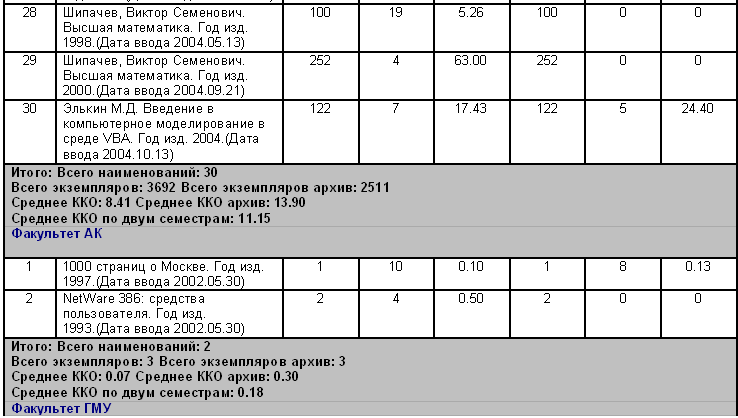 28 Шипачев, Виктор Семенович. 100 19 5.26 100 0 0
Высшая математика. Год изд.
1998.(Дата ввода 2004.05.13)
29 Шипачев, Виктор Семенович. 252 4 63.00 252 0 0
Высшая математика. Год изд.
2000.(Дата ввода 2004.09.21)
30 Элькин М.Д. Введение в 122 7 17.43 122 5 24.40
компьютерное моделирование в
среде VBA. Год изд. 2004.(Дата
ввода 2004.10.13)
Итого: Всего наименований: 30
Всего экземпляров: 3692 Всего экземпляров архив: 2511
Среднее ККО: 8.41 Среднее ККО архив: 13.90
Среднее ККО по двум семестрам: 11.15
Факультет АК
1 1000 страниц о Москве. Год изд. 1 10 0.10 1 8 0.13
1997.(Дата ввода 2002.05.30)
2 NetWare 386: средства 2 4 0.50 2 0 0
пользователя. Год изд.
1993.(Дата ввода 2002.05.30)
Итого: Всего наименований: 2
Всего экземпляров: 3 Всего экземпляров архив: 3
Среднее ККО: 0.07 Среднее ККО архив: 0.30
Среднее ККО по двум семестрам: 0.18
Факультет ГМУ